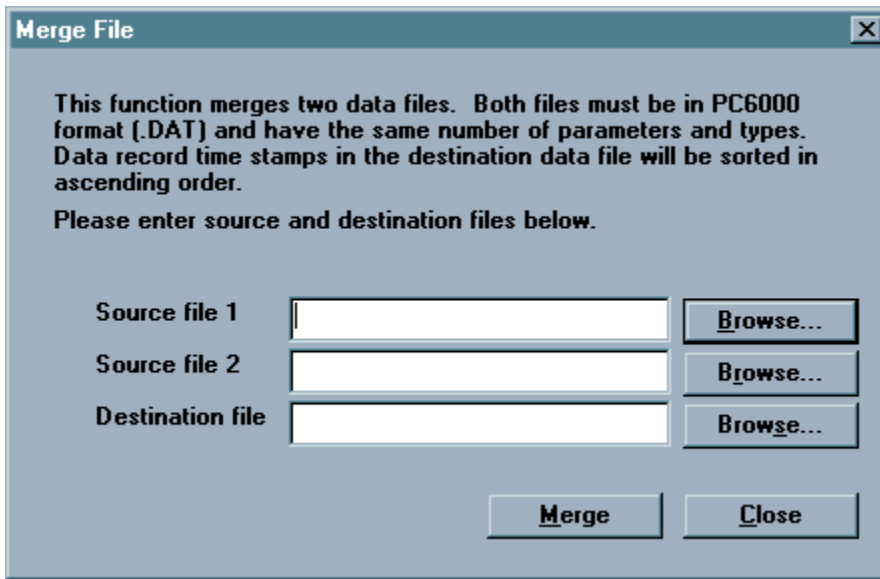 Merge File
This function merges two data files.  Both files must be in PC6000
format (.DAT) and have the same number of parameters and types.
Data record time stamps in the destination data file will be sorted in
ascending order.
Please enter source and destination files below.
Source file 1
Browse...
Source file 2
Browse...
Destination file
Browse...
Merge
Close